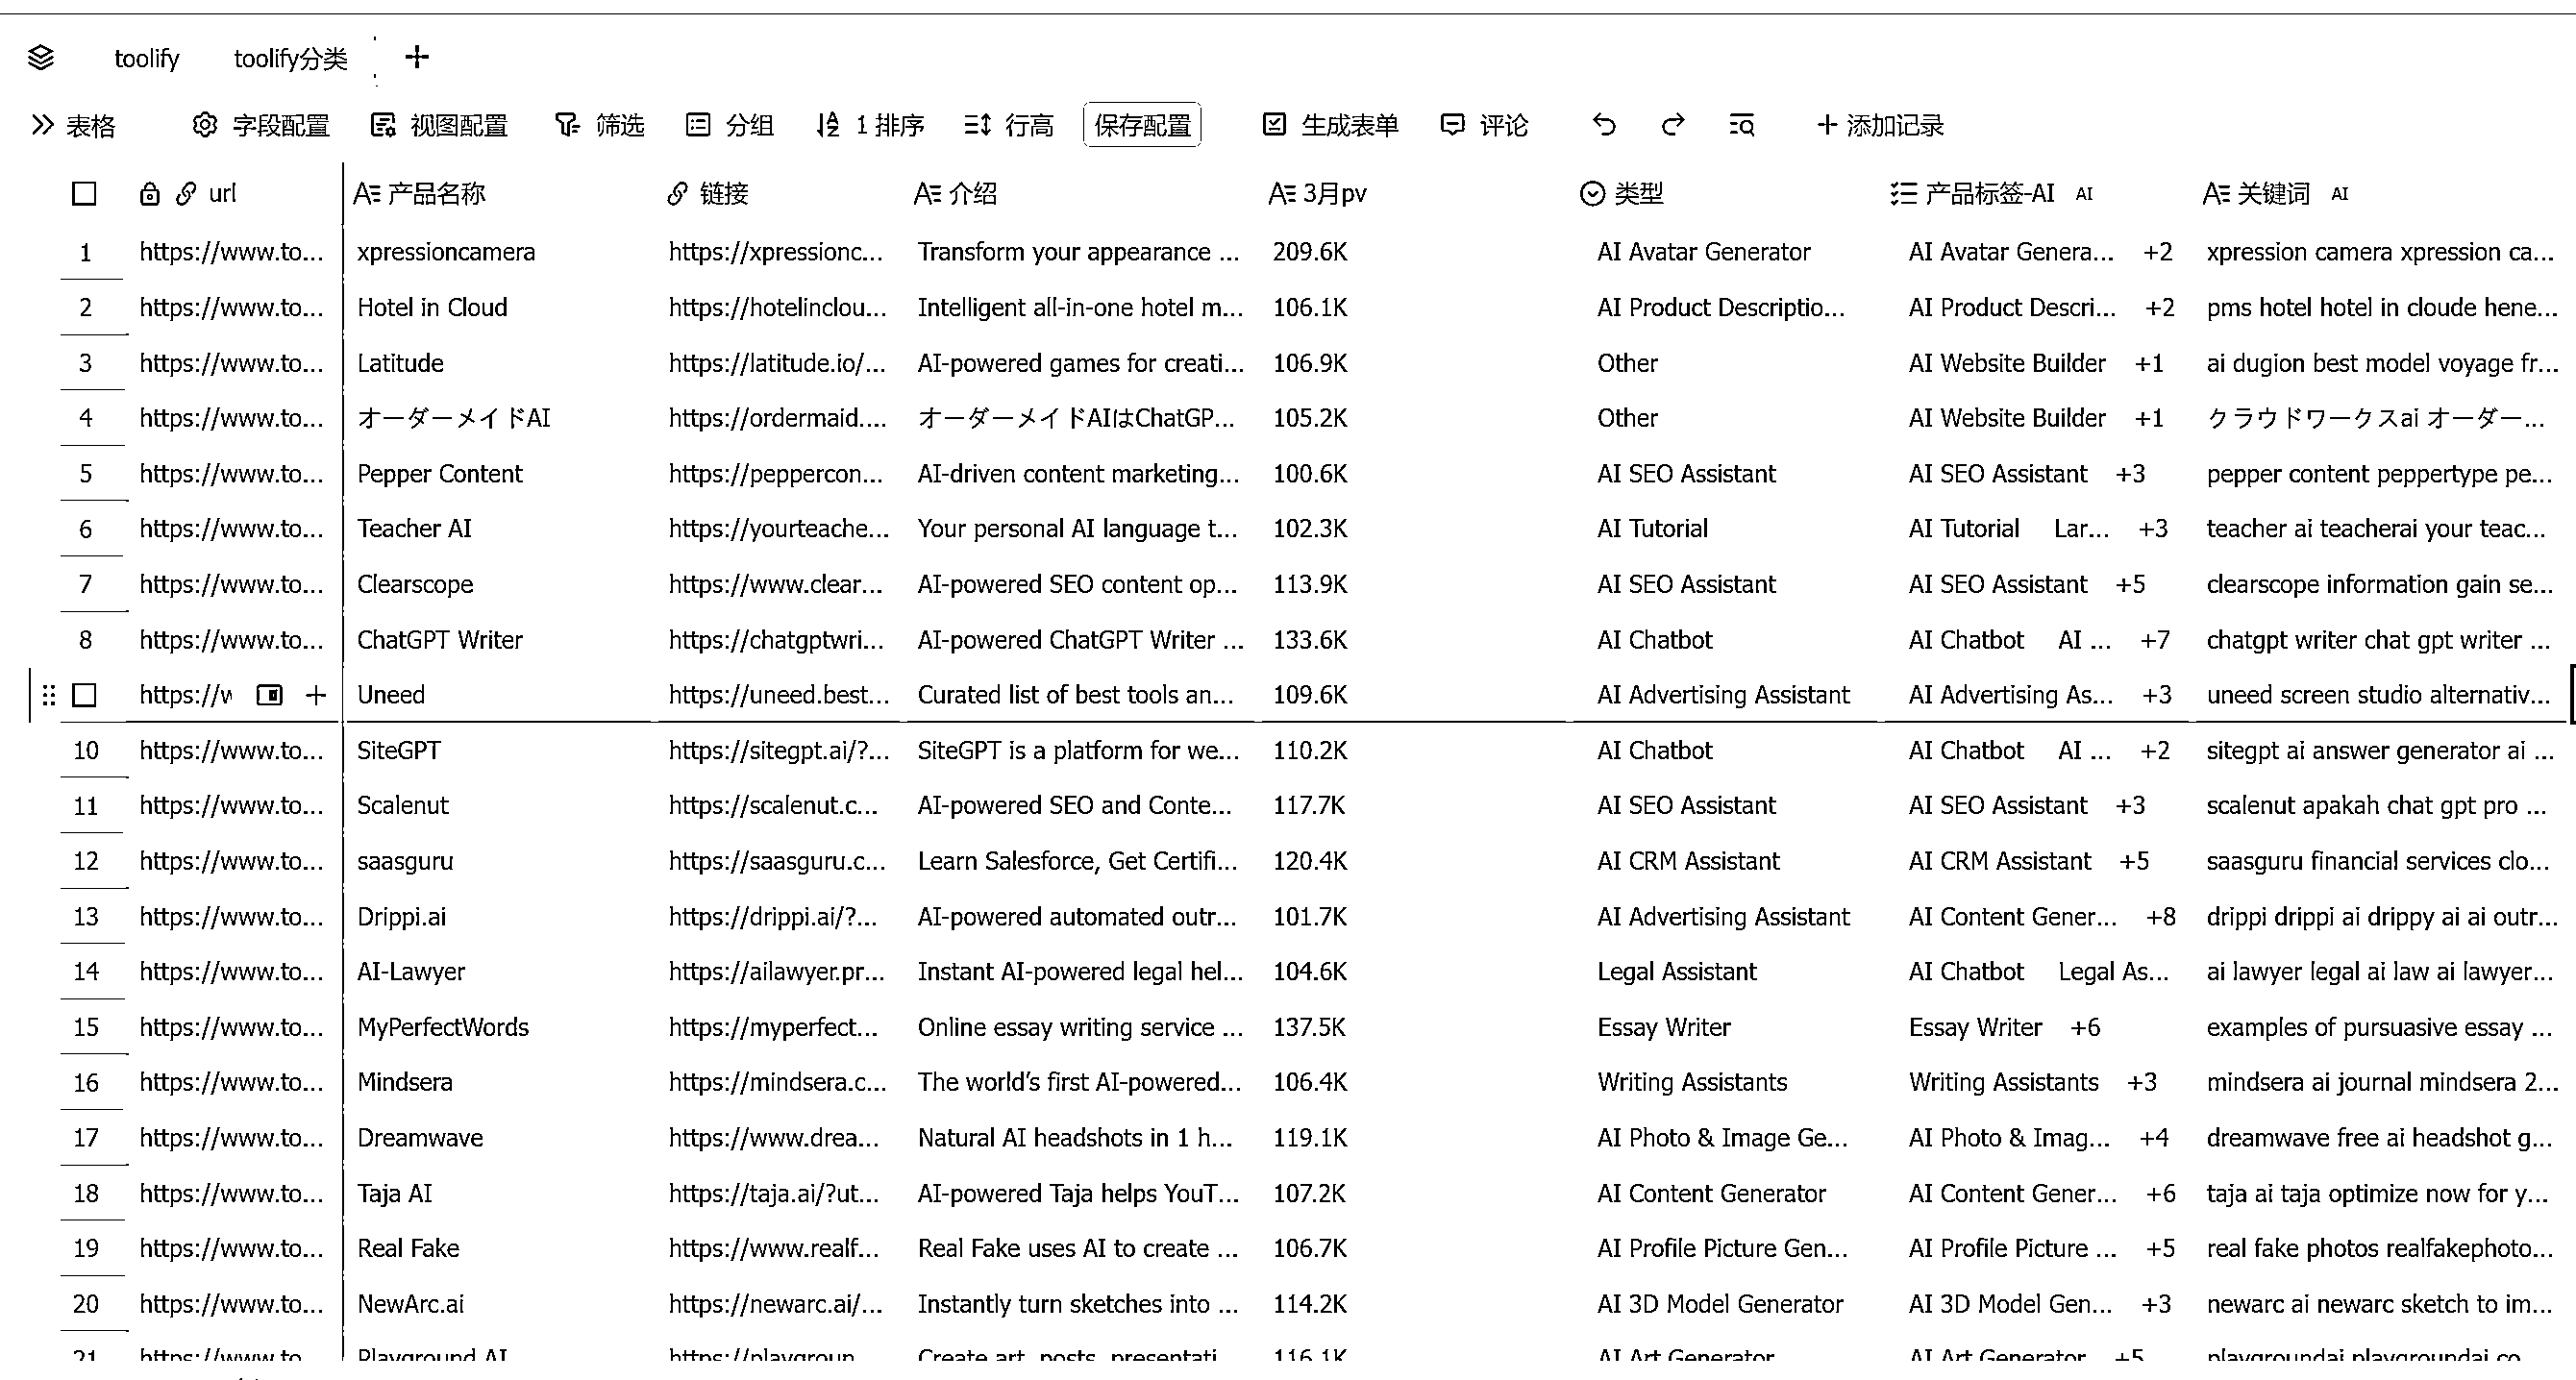 toolify toolify分类
表格 字段配置 视图配置 筛选 分组 1 排序 行高 保存配置 生成表单 评论 添加记录
url 产品名称 链接 介绍 3月pv 类型 产品标签-AI AI 关键词 AI
1 https://www.to... xpressioncamera https://xpressionc... Transform your appearance ... 209.6K AI Avatar Generator AI Avatar Genera... +2 xpression camera xpression ca...
2 https://www.to... Hotel in Cloud https://hotelinclou... Intelligent all-in-one hotel m... 106.1K AI Product Descriptio... AI Product Descri... +2 pms hotel hotel in cloude hene...
3 https://www.to... Latitude https://latitude.io/... AI-powered games for creati... 106.9K Other AI Website Builder +1 ai dugion best model voyage fr...
4 https://www.to... オーダーメイドAI https://ordermaid.... オーダーメイドAIはChatGP... 105.2K Other AI Website Builder +1 クラウドワークスai オーダー...
5 https://www.to... Pepper Content https://peppercon... AI-driven content marketing... 100.6K AI SEO Assistant AI SEO Assistant +3 pepper content peppertype pe...
6 https://www.to... Teacher AI https://yourteache... Your personal AI language t... 102.3K AI Tutorial AI Tutorial Lar... +3 teacher ai teacherai your teac...
7 https://www.to... Clearscope https://www.clear... AI-powered SEO content op... 113.9K AI SEO Assistant AI SEO Assistant +5 clearscope information gain se...
8 https://www.to... ChatGPT Writer https://chatgptwri... AI-powered ChatGPT Writer ... 133.6K AI Chatbot AI Chatbot AI ... +7 chatgpt writer chat gpt writer ...
https://w Uneed https://uneed.best... Curated list of best tools an... 109.6K AI Advertising Assistant AI Advertising As... +3 uneed screen studio alternativ...
10 https://www.to... SiteGPT https://sitegpt.ai/?... SiteGPT is a platform for we... 110.2K AI Chatbot AI Chatbot AI ... +2 sitegpt ai answer generator ai ...
11 https://www.to... Scalenut https://scalenut.c... AI-powered SEO and Conte... 117.7K AI SEO Assistant AI SEO Assistant +3 scalenut apakah chat gpt pro ...
12 https://www.to... saasguru https://saasguru.c... Learn Salesforce, Get Certifi... 120.4K AI CRM Assistant AI CRM Assistant +5 saasguru financial services clo...
13 https://www.to... Drippi.ai https://drippi.ai/?... AI-powered automated outr... 101.7K AI Advertising Assistant AI Content Gener... +8 drippi drippi ai drippy ai ai outr...
14 https://www.to... AI-Lawyer https://ailawyer.pr... Instant AI-powered legal hel... 104.6K Legal Assistant AI Chatbot Legal As... ai lawyer legal ai law ai lawyer...
15 https://www.to... MyPerfectWords https://myperfect... Online essay writing service ... 137.5K Essay Writer Essay Writer +6 examples of pursuasive essay ...
16 https://www.to... Mindsera https://mindsera.c... The world's first AI-powered... 106.4K Writing Assistants Writing Assistants +3 mindsera ai journal mindsera 2...
17 https://www.to... Dreamwave https://www.drea... Natural AI headshots in 1 h... 119.1K AI Photo & Image Ge... AI Photo & Imag... +4 dreamwave free ai headshot g...
18 https://www.to... Taja AI https://taja.ai/?ut... AI-powered Taja helps YouT... 107.2K AI Content Generator AI Content Gener... +6 taja ai taja optimize now for y...
19 https://www.to... Real Fake https://www.realf... Real Fake uses AI to create ... 106.7K AI Profile Picture Gen... AI Profile Picture ... +5 real fake photos realfakephoto...
20 https://www.to... NewArc.ai https://newarc.ai/... Instantly turn sketches into ... 114.2K AI 3D Model Generator AI 3D Model Gen... +3 newarc ai newarc sketch to im...
21 https://www.to... Playground AI https://playgroun... Create art, posts, presentati... 116.1K AI Art Generator AI Art Generator +5 playgroundai playgroundai co...